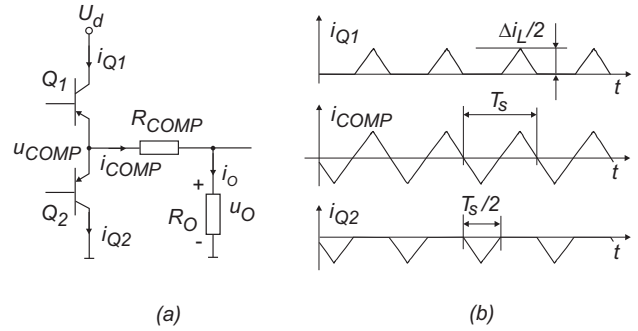 U_d
i_Q1
Q_1
R_COMP
u_COMP
i_COMP
i_O
+
Q_2
R_O
u_O
i_Q2
-
(a)
i_Q1
Δi_L/2
t
i_COMP
T_s
t
i_Q2
T_s/2
t
(b)